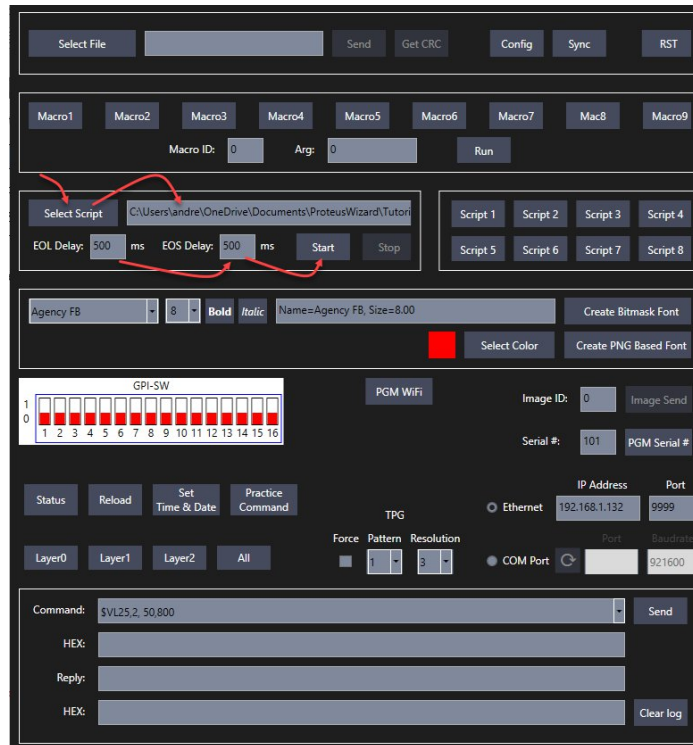 Select File Send Get CRC Config Sync RST
Macro1 Macro2 Macro3 Macro4 Macro5 Macro6 Macro7 Mac8 Macro9
Macro ID: 0 Arg: 0 Run
Select Script C:\Users\andre\OneDrive\Documents\ProteusWizard\Tutori
EOL Delay: 500 ms EOS Delay: 500 ms Start Stop
Script 1 Script 2 Script 3 Script 4
Script 5 Script 6 Script 7 Script 8
Agency FB 8 Bold Italic Name=Agency FB, Size=8.00 Create Bitmask Font
Select Color Create PNG Based Font
GPI-SW
1
0
1 2 3 4 5 6 7 8 9 10 11 12 13 14 15 16
PGM WiFi
Image ID: 0 Image Send
Serial #: 101 PGM Serial #
Status Reload Set Time & Date Practice Command
Layer0 Layer1 Layer2 All
TPG
Force Pattern Resolution
1 3
IP Address Port
Ethernet 192.168.1.132 9999
Port Baudrate
COM Port 921600
Command: $VL25,2, 50,800 Send
HEX:
Reply:
HEX: Clear log